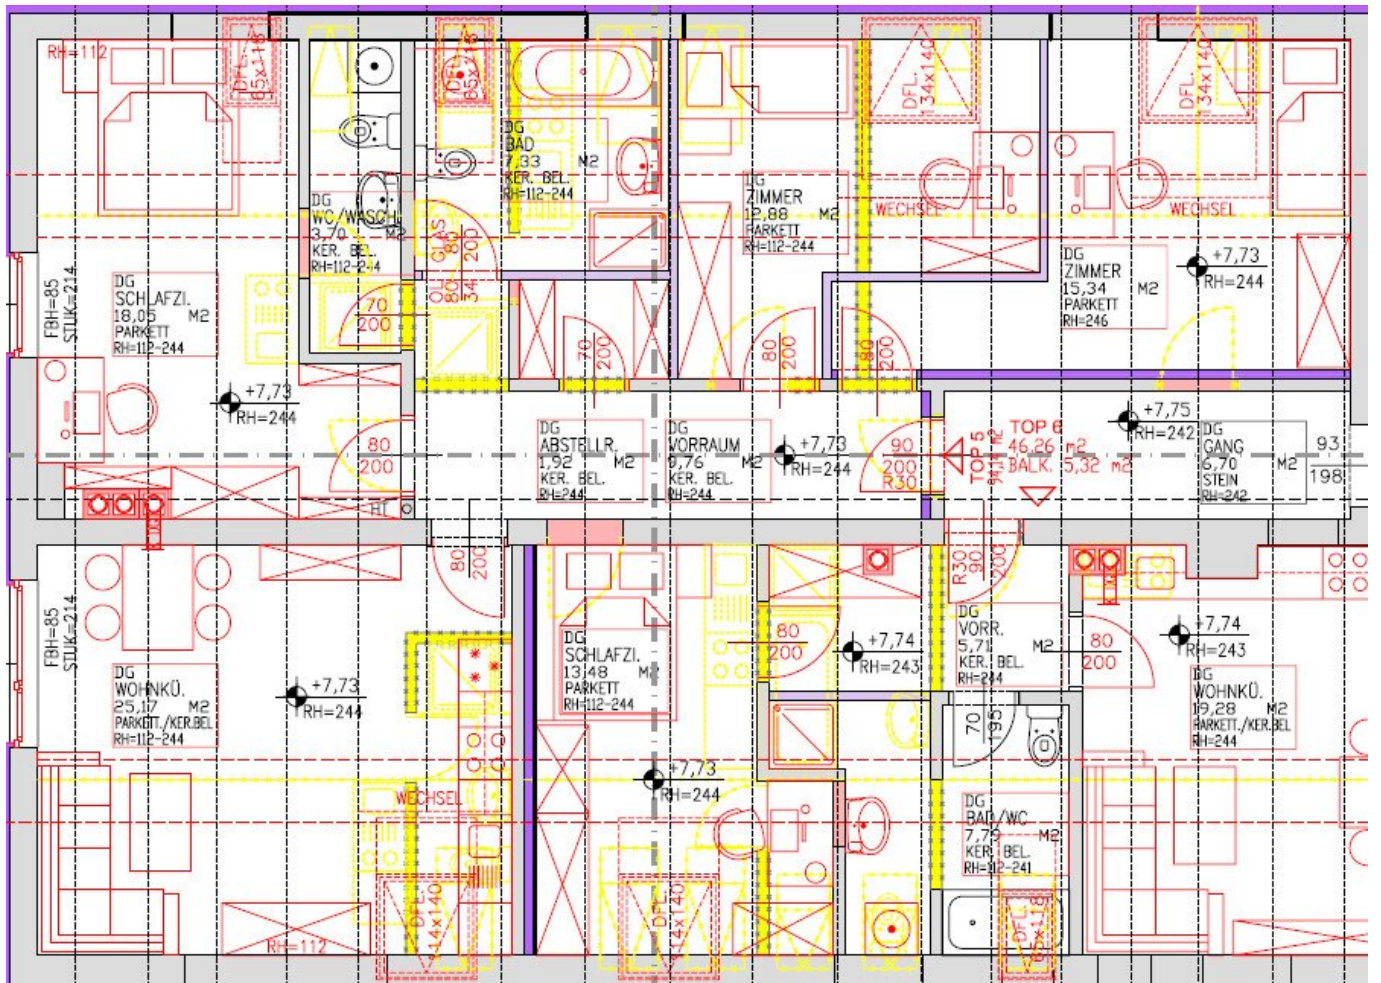 RH=112
DFL.
65x118
DFL.
65x118
DFL.
134x140
DFL.
134x140
DG
BAD
7,33 M2
KER. BEL.
RH=112-244
DG
WC/WASCH.
3,70 M2
KER. BEL.
RH=112-244
DG
ZIMMER
12,88 M2
PARKETT
RH=112-244
WECHSEL
WECHSEL
DG
ZIMMER
15,34 M2
PARKETT
RH=246
+7,73
RH=244
FBH=85
STUK=214
DG
SCHLAFZI.
18,05 M2
PARKETT
RH=112-244
OL GLAS
80
200
80
34
70
200
70
200
80
200
80
200
+7,73
RH=244
80
200
DG
ABSTELLR.
1,92 M2
KER. BEL.
RH=244
DG
VORRAUM
9,76 M2
KER. BEL.
RH=244
+7,73
RH=244
90
200
R30
TOP 5
TOP 6
46,26 m2
BALK. 5,32 m2
+7,75
RH=242
DG
GANG
6,70 M2
STEIN
RH=242
93
198
HT
80
200
R30
90
200
FBH=85
STUK=214
DG
WOHNKÜ.
25,17 M2
PARKETT./KER.BEL
RH=112-244
+7,73
RH=244
DG
SCHLAFZI.
13,48 M2
PARKETT
RH=112-244
80
200
+7,74
RH=243
DG
VORR.
5,71 M2
KER. BEL.
RH=244
80
200
+7,74
RH=243
DG
WOHNKÜ.
19,28 M2
PARKETT./KER.BEL
RH=244
70
195
+7,73
RH=244
WECHSEL
DG
BAD/WC
7,79 M2
KER. BEL.
RH=112-241
DFL.
114x140
DFL.
114x140
DFL.
65x118
RH=112